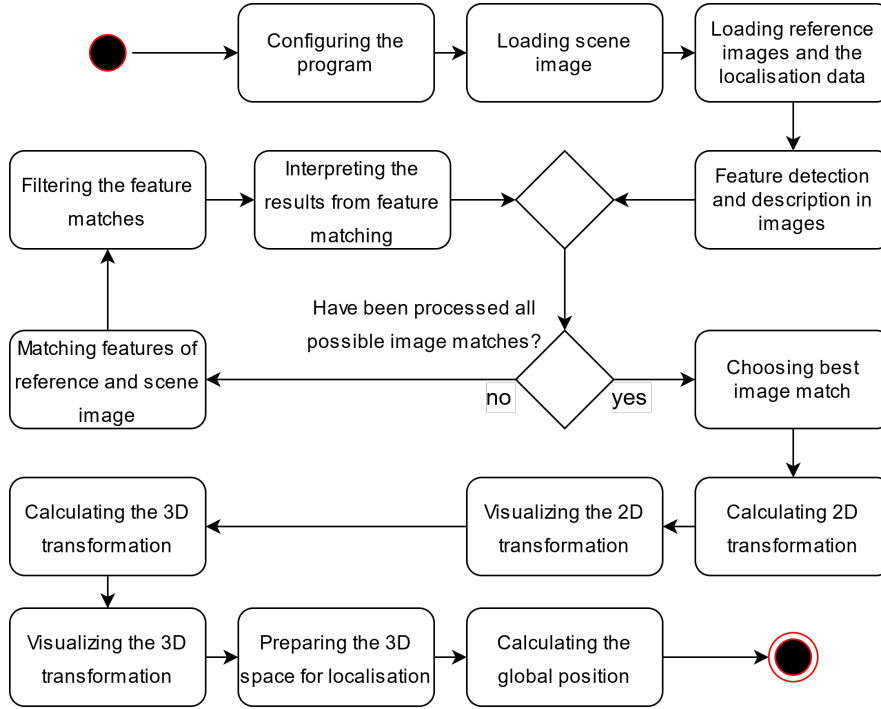 Configuring the
program
Loading scene
image
Loading reference
images and the
localisation data
Filtering the feature
matches
Interpreting the
results from feature
matching
Feature detection
and description in
images
Have been processed all
possible image matches?
Matching features of
reference and scene
image
no
yes
Choosing best
image match
Calculating the 3D
transformation
Visualizing the 2D
transformation
Calculating 2D
transformation
Visualizing the 3D
transformation
Preparing the 3D
space for localisation
Calculating the
global position